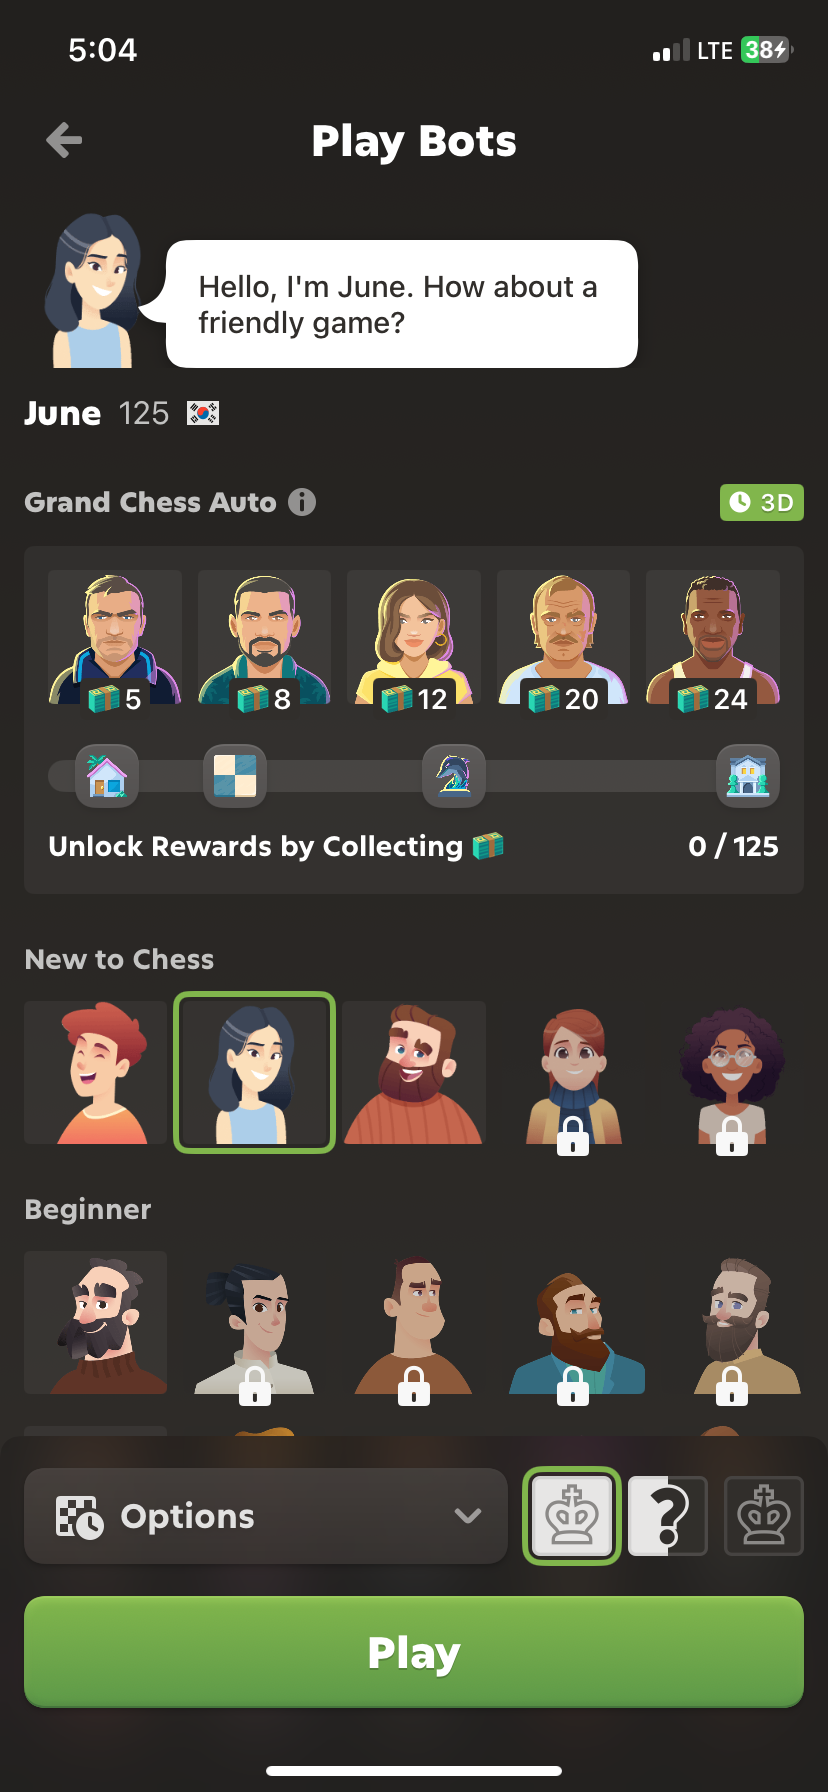 5:04
LTE 38
Play Bots
Hello, I'm June. How about a
friendly game?
June 125
Grand Chess Auto
3D
5 8 12 20 24
Unlock Rewards by Collecting 0 / 125
New to Chess
Beginner
Options
?
Play